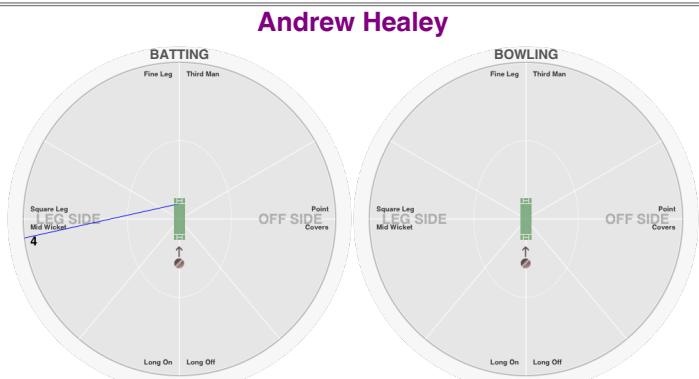 Andrew Healey
BATTING
BOWLING
Fine Leg Third Man
Fine Leg Third Man
Square Leg
LEG SIDE
Mid Wicket
4
Point
OFF SIDE
Covers
Square Leg
LEG SIDE
Mid Wicket
Point
OFF SIDE
Covers
Long On Long Off
Long On Long Off